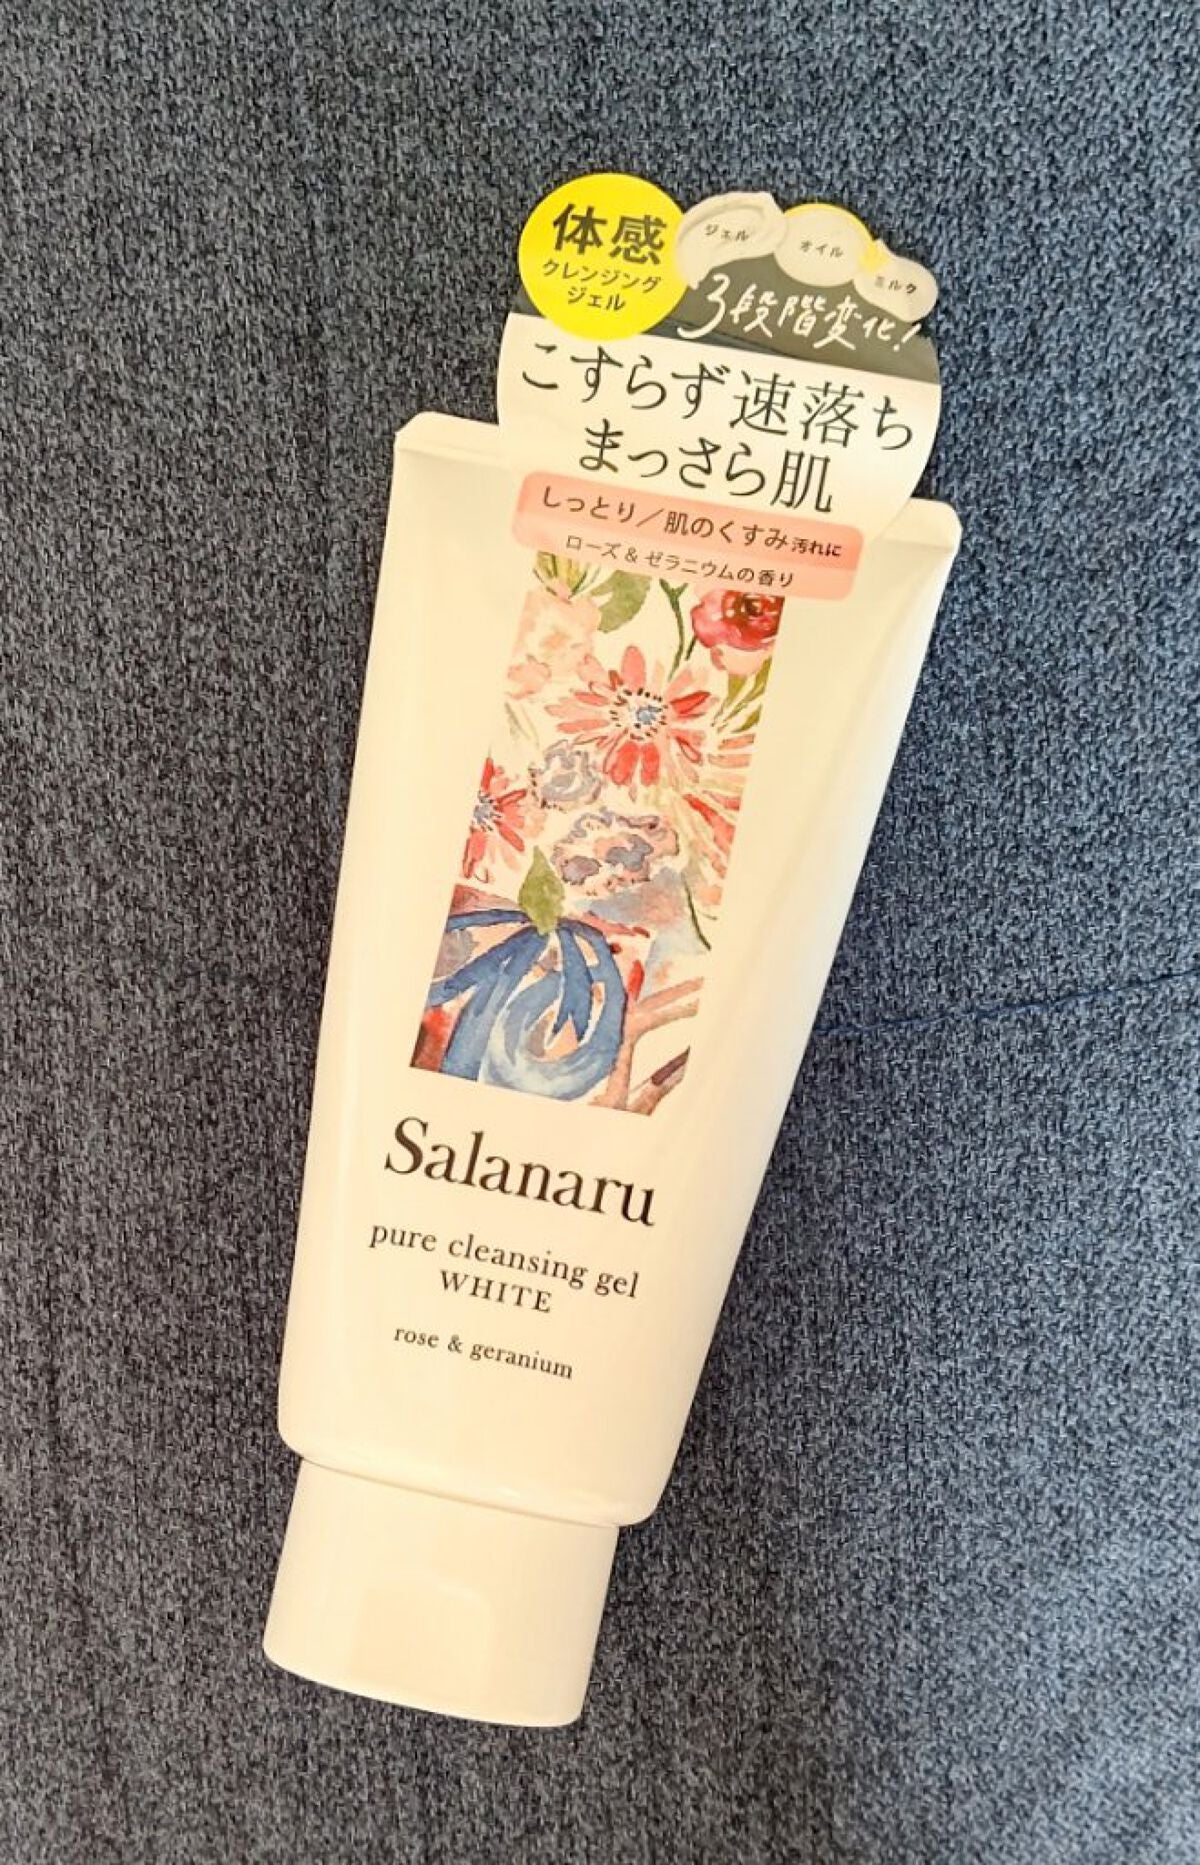 体感
クレンジング
ジェル
ジェル
オイル
ミルク
3段階変化!
こすらず速落ち
まっさら肌
しっとり/肌のくすみ汚れに
ローズ&ゼラニウムの香り
Salanaru
pure cleansing gel
WHITE
rose & geranium